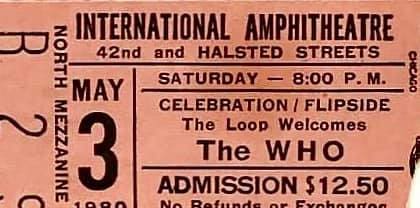 INTERNATIONAL AMPHITHEATRE
42nd and HALSTED STREETS
CHICAGO
NORTH MEZZANINE
MAY
3
1980
SATURDAY — 8:00 P.M.
CELEBRATION / FLIPSIDE
The Loop Welcomes
The WHO
ADMISSION $12.50
No Refunds or Exchanges
R
2